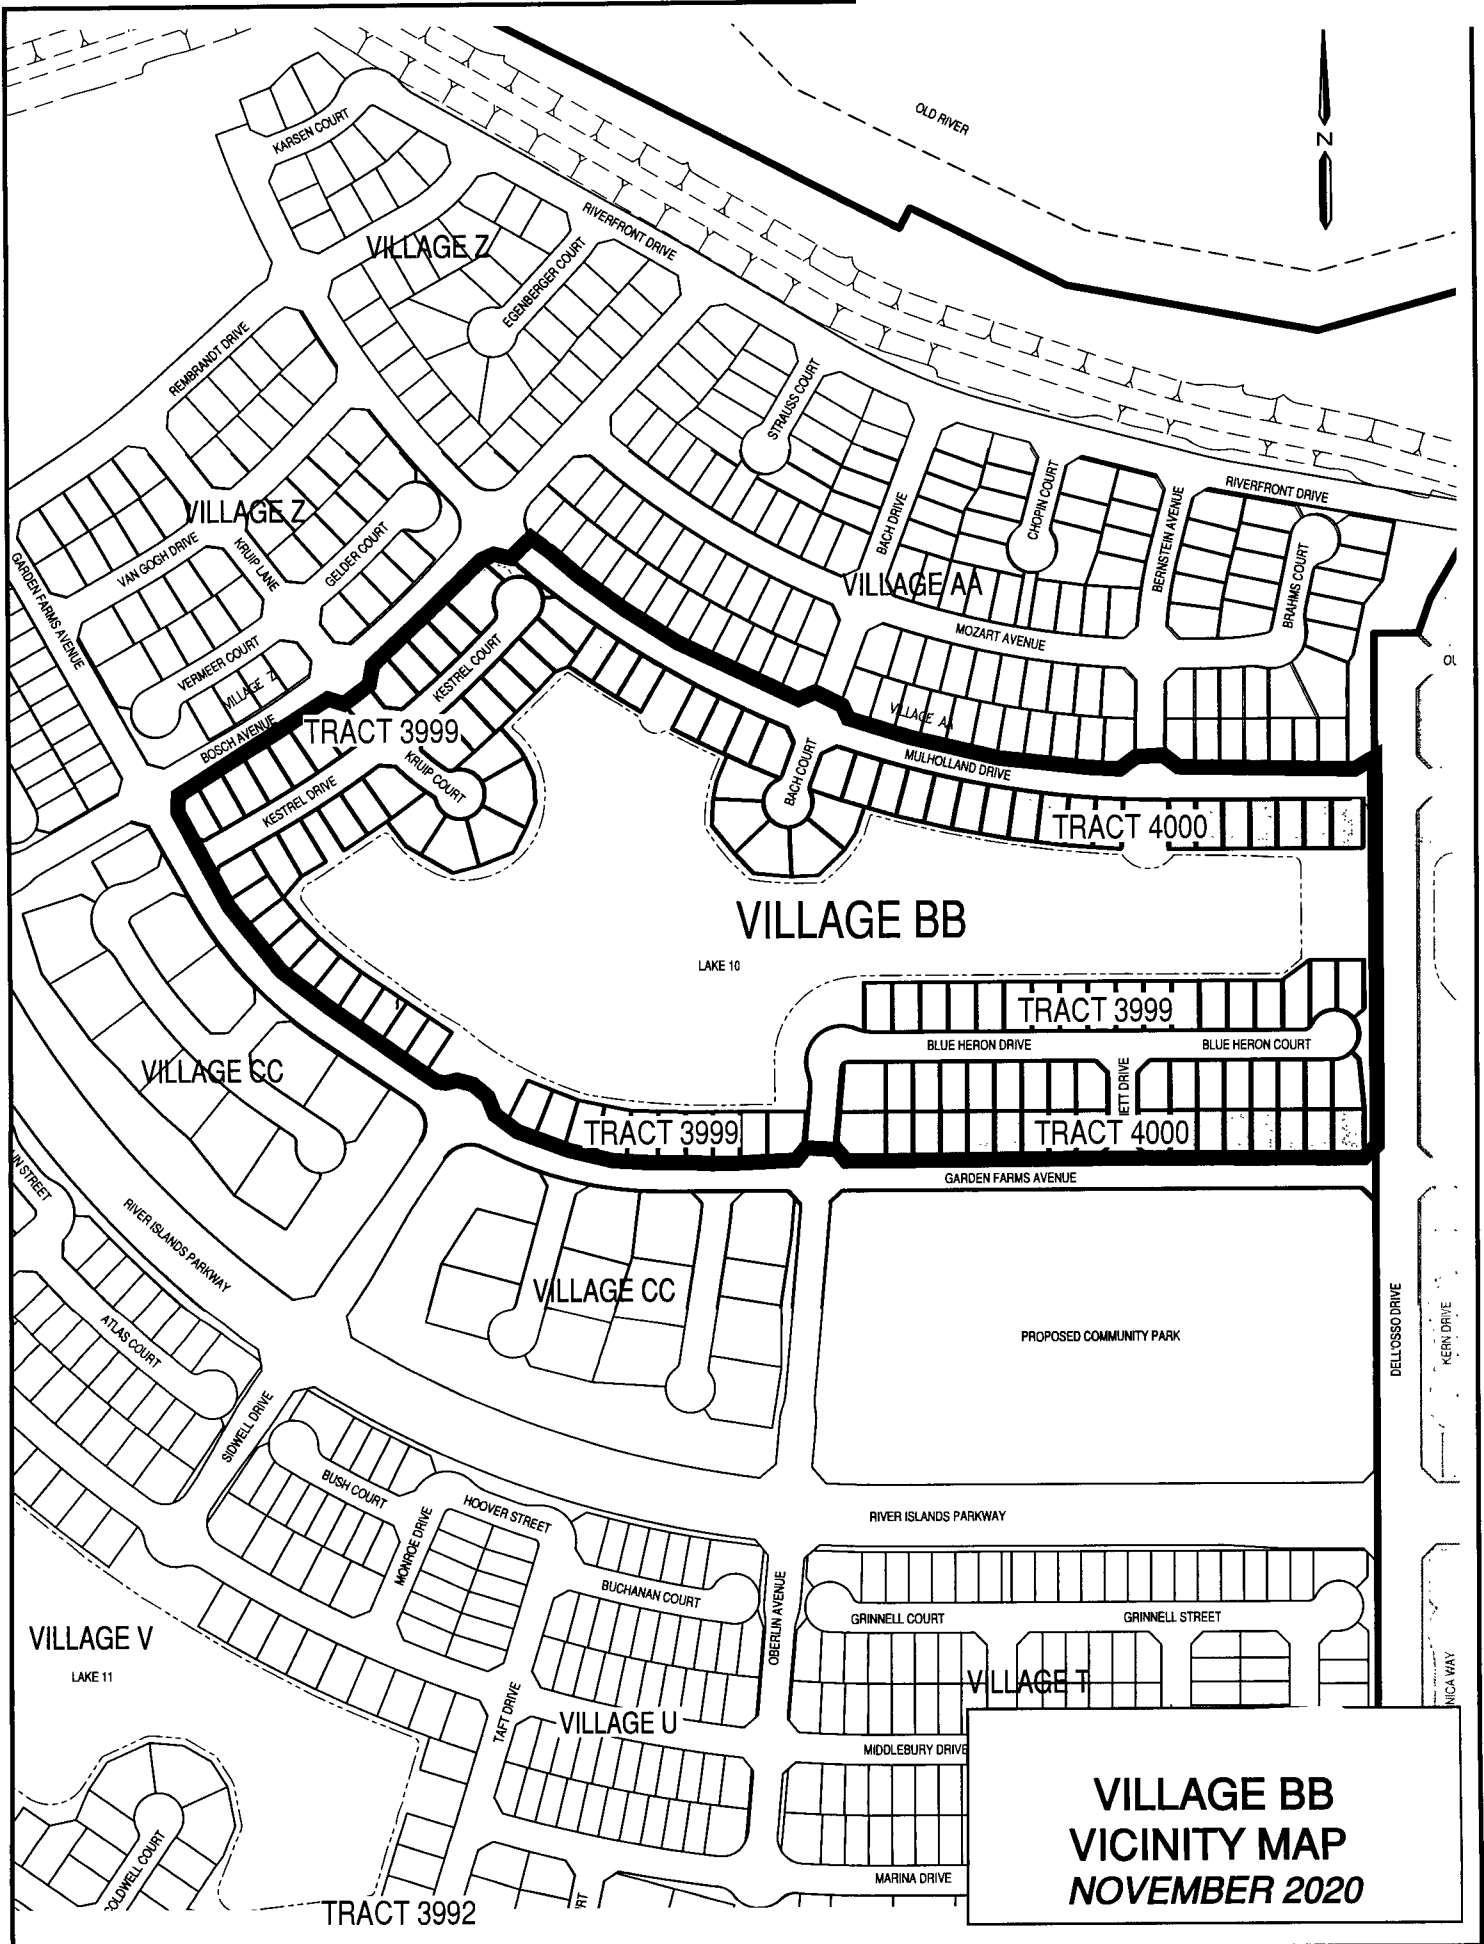 OLD RIVER
N
KARSEN COURT
VILLAGE Z
RIVERFRONT DRIVE
EGENBERGER COURT
REMBRANDT DRIVE
STRAUSS COURT
VILLAGE Z
VAN GOGH DRIVE
KRUIP LANE
GELDER COURT
GARDEN FARMS AVENUE
BACH DRIVE
CHOPIN COURT
BERNSTEIN AVENUE
RIVERFRONT DRIVE
BRAHMS COURT
VILLAGE AA
MOZART AVENUE
VERMEER COURT
VILLAGE Z
KESTREL COURT
BOSCH AVENUE
TRACT 3999
VILLAGE AA
MULHOLLAND DRIVE
KRUIP COURT
BACH COURT
KESTREL DRIVE
TRACT 4000
VILLAGE BB
LAKE 10
TRACT 3999
BLUE HERON DRIVE
BLUE HERON COURT
VILLAGE CC
IETT DRIVE
TRACT 3999
TRACT 4000
GARDEN FARMS AVENUE
IN STREET
RIVER ISLANDS PARKWAY
VILLAGE CC
PROPOSED COMMUNITY PARK
DELL'OSSO DRIVE
KERN DRIVE
ATLAS COURT
SIDWELL DRIVE
BUSH COURT
HOOVER STREET
MONROE DRIVE
RIVER ISLANDS PARKWAY
BUCHANAN COURT
OBERLIN AVENUE
GRINNELL COURT
GRINNELL STREET
VILLAGE V
LAKE 11
VILLAGE T
NICA WAY
TAFT DRIVE
VILLAGE U
MIDDLEBURY DRIVE
OLDWELL COURT
MARINA DRIVE
TRACT 3992
VILLAGE BB
VICINITY MAP
NOVEMBER 2020